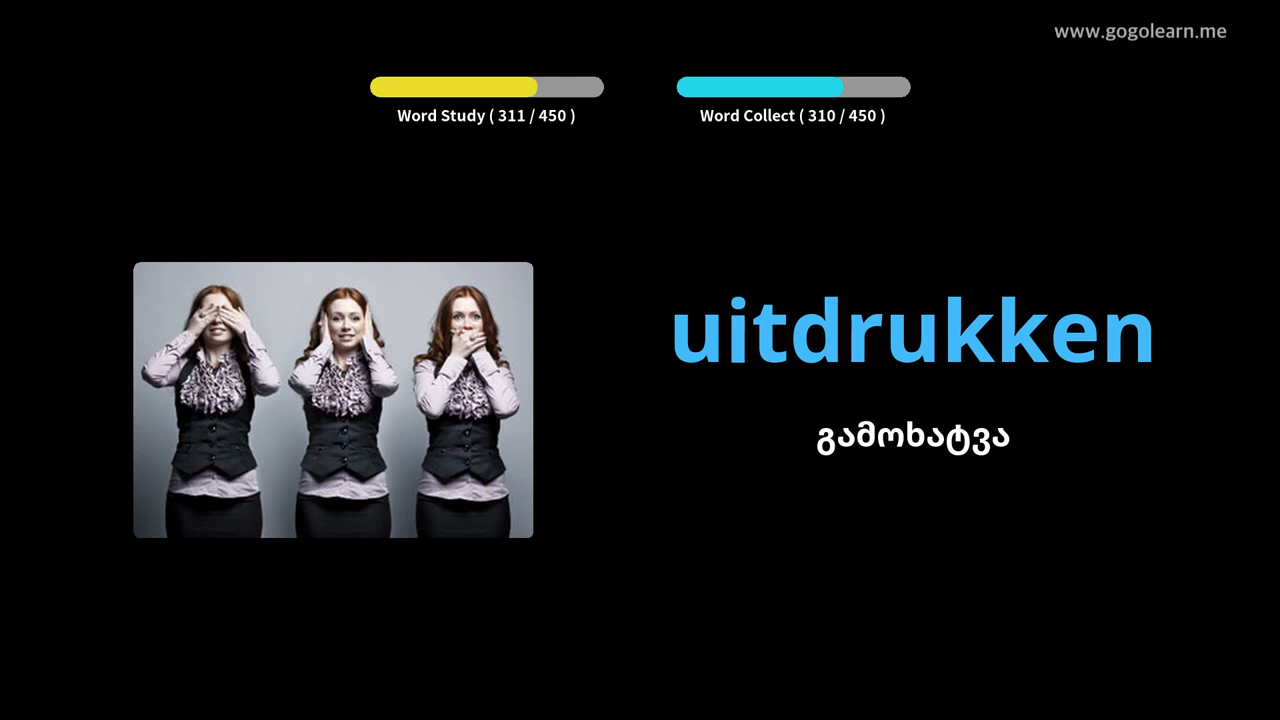 www.gogolearn.me
Word Study ( 311 / 450 )
Word Collect ( 310 / 450 )
uitdrukken
გამოხატვა